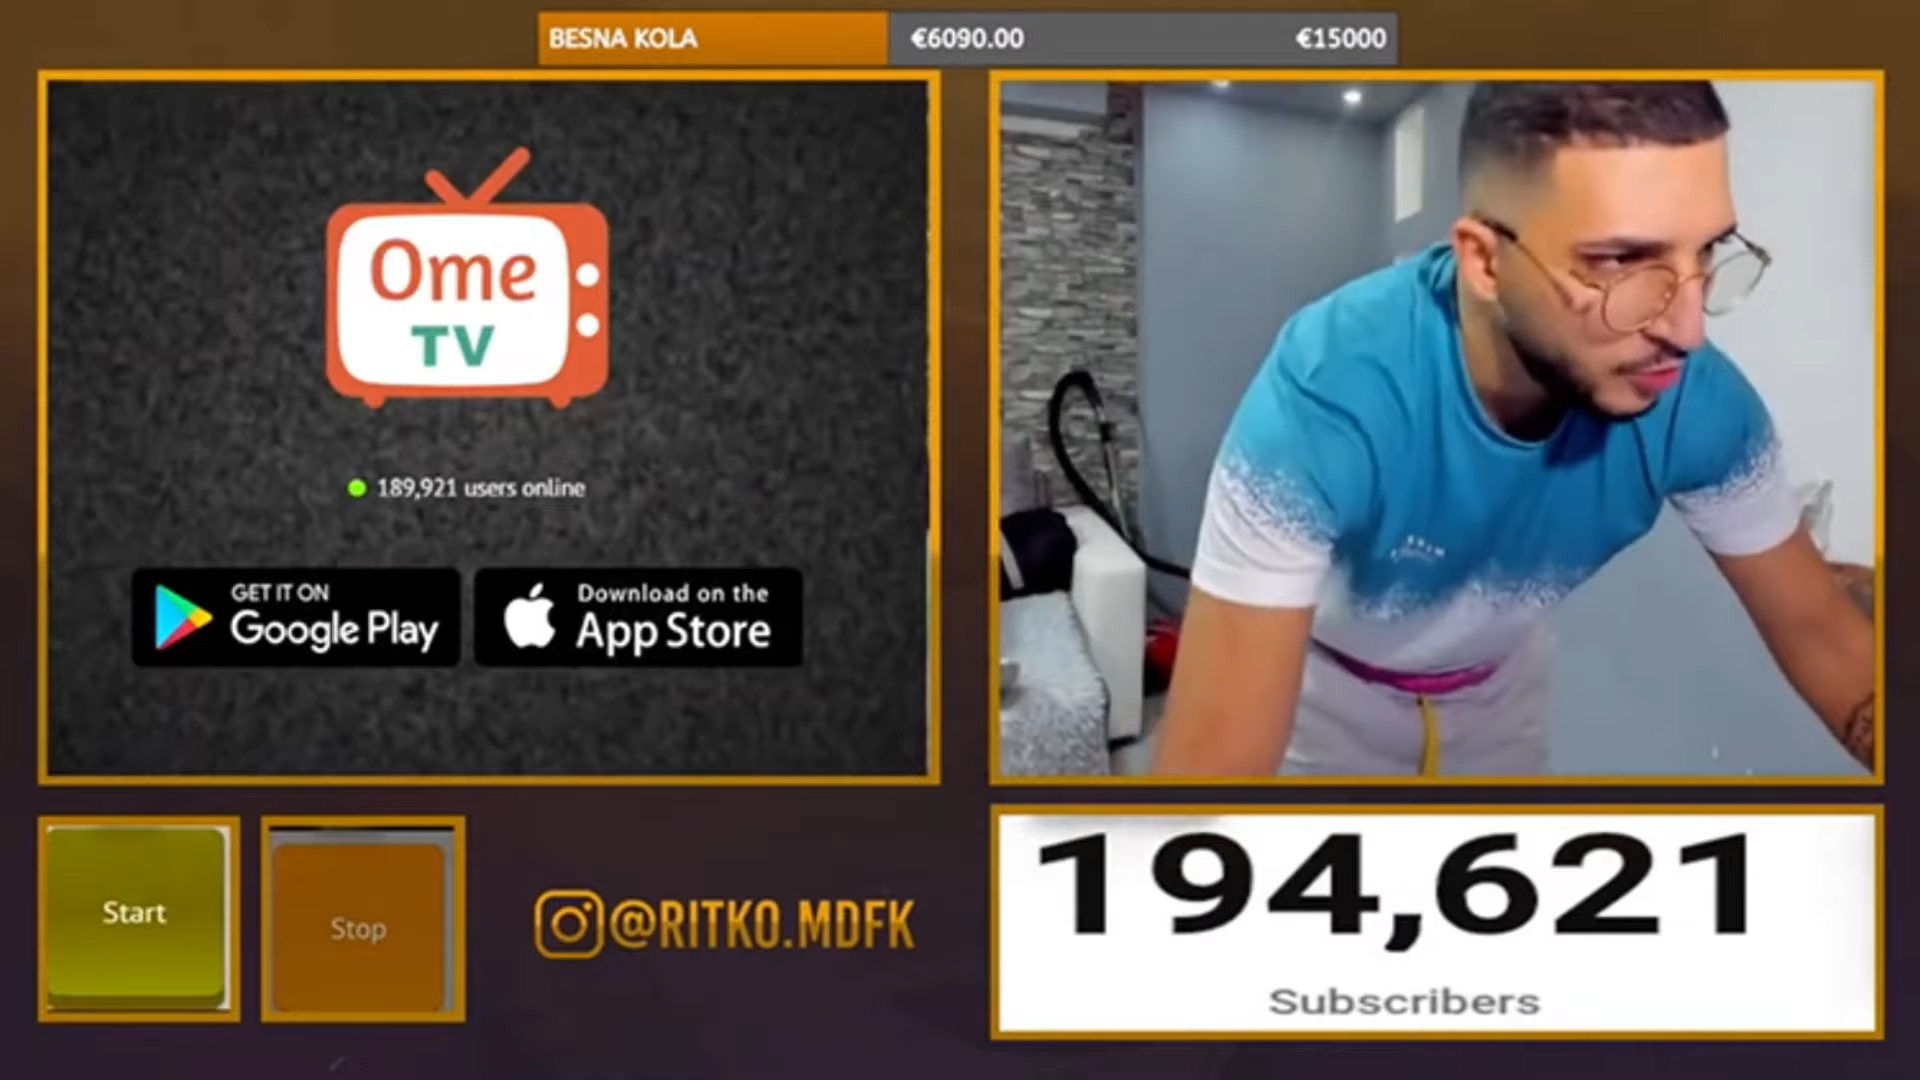 BESNA KOLA €6090.00 €15000
Ome
TV
189,921 users online
GET IT ON
Google Play
Download on the
App Store
Start
Stop
@RITKO.MDFK
194,621
Subscribers